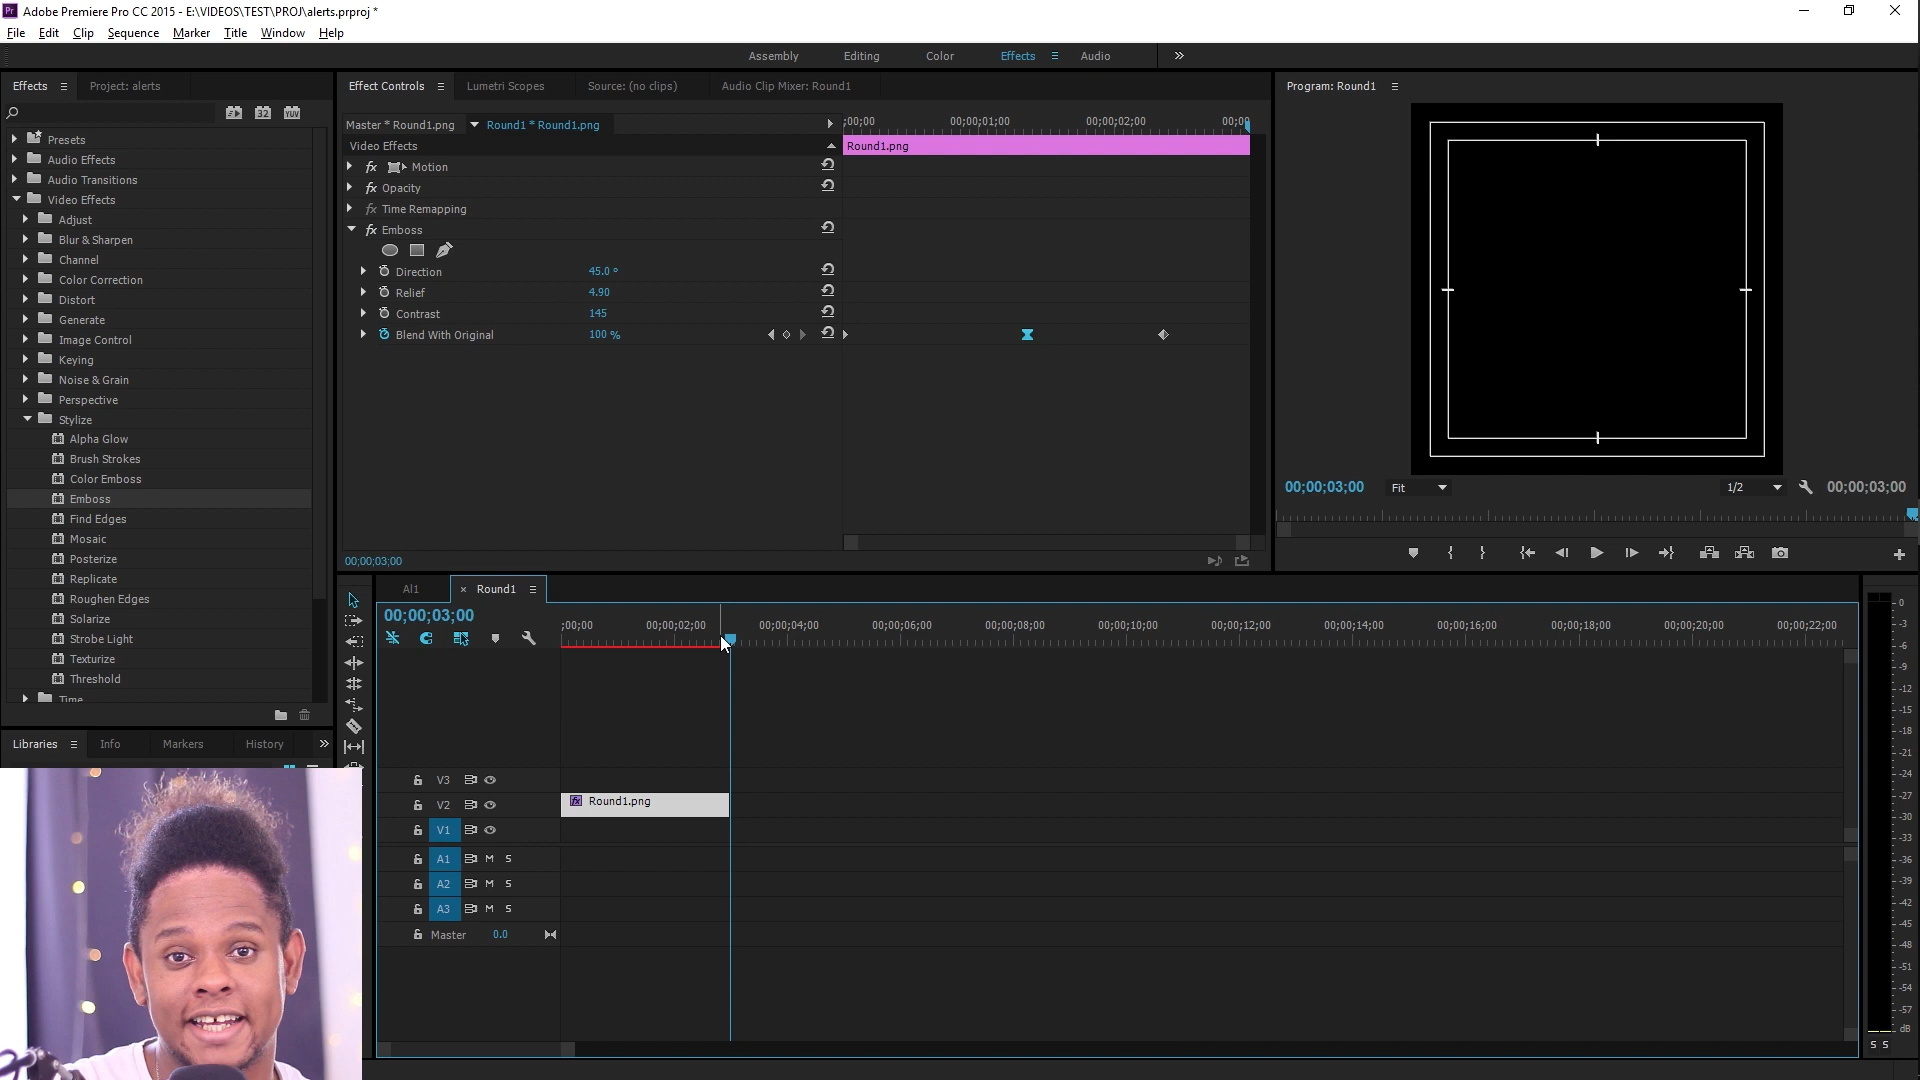 Adobe Premiere Pro CC 2015 - E:\VIDEOS\TEST\PROJ\alerts.prproj *
File Edit Clip Sequence Marker Title Window Help
Assembly Editing Color Effects Audio
Effects Project: alerts
32 YUV
Presets
Audio Effects
Audio Transitions
Video Effects
Adjust
Blur & Sharpen
Channel
Color Correction
Distort
Generate
Image Control
Keying
Noise & Grain
Perspective
Stylize
Alpha Glow
Brush Strokes
Color Emboss
Emboss
Find Edges
Mosaic
Posterize
Replicate
Roughen Edges
Solarize
Strobe Light
Texturize
Threshold
Time
Libraries Info Markers History
Effect Controls Lumetri Scopes Source: (no clips) Audio Clip Mixer: Round1
Master * Round1.png Round1 * Round1.png
;00;00 00;00;01;00 00;00;02;00 00;00
Video Effects Round1.png
fx Motion
fx Opacity
fx Time Remapping
fx Emboss
Direction 45.0 °
Relief 4.90
Contrast 145
Blend With Original 100 %
00;00;03;00
Program: Round1
00;00;03;00 Fit 1/2 00;00;03;00
Al1 × Round1
00;00;03;00
;00;00 00;00;02;00 00;00;04;00 00;00;06;00 00;00;08;00 00;00;10;00 00;00;12;00 00;00;14;00 00;00;16;00 00;00;18;00 00;00;20;00 00;00;22;00
V3
V2 fx Round1.png
V1
A1 M S
A2 M S
A3 M S
Master 0.0
0
-3
-6
-9
-12
-15
-18
-21
-24
-27
-30
-33
-36
-39
-42
-45
-48
-51
-54
-57
dB
S S